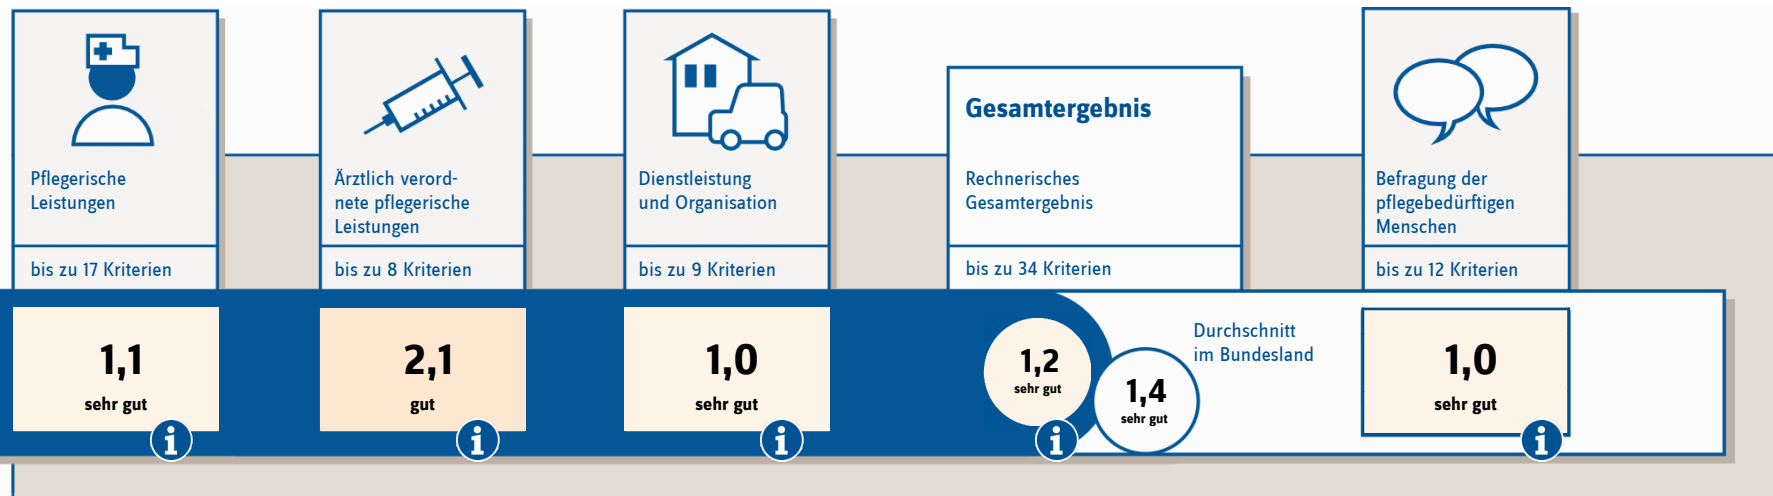 Pflegerische
Leistungen
bis zu 17 Kriterien
1,1
sehr gut
i
Ärztlich verord-
nete pflegerische
Leistungen
bis zu 8 Kriterien
2,1
gut
i
Dienstleistung
und Organisation
bis zu 9 Kriterien
1,0
sehr gut
i
Gesamtergebnis
Rechnerisches
Gesamtergebnis
bis zu 34 Kriterien
1,2
sehr gut
i
1,4
sehr gut
Durchschnitt
im Bundesland
Befragung der
pflegebedürftigen
Menschen
bis zu 12 Kriterien
1,0
sehr gut
i